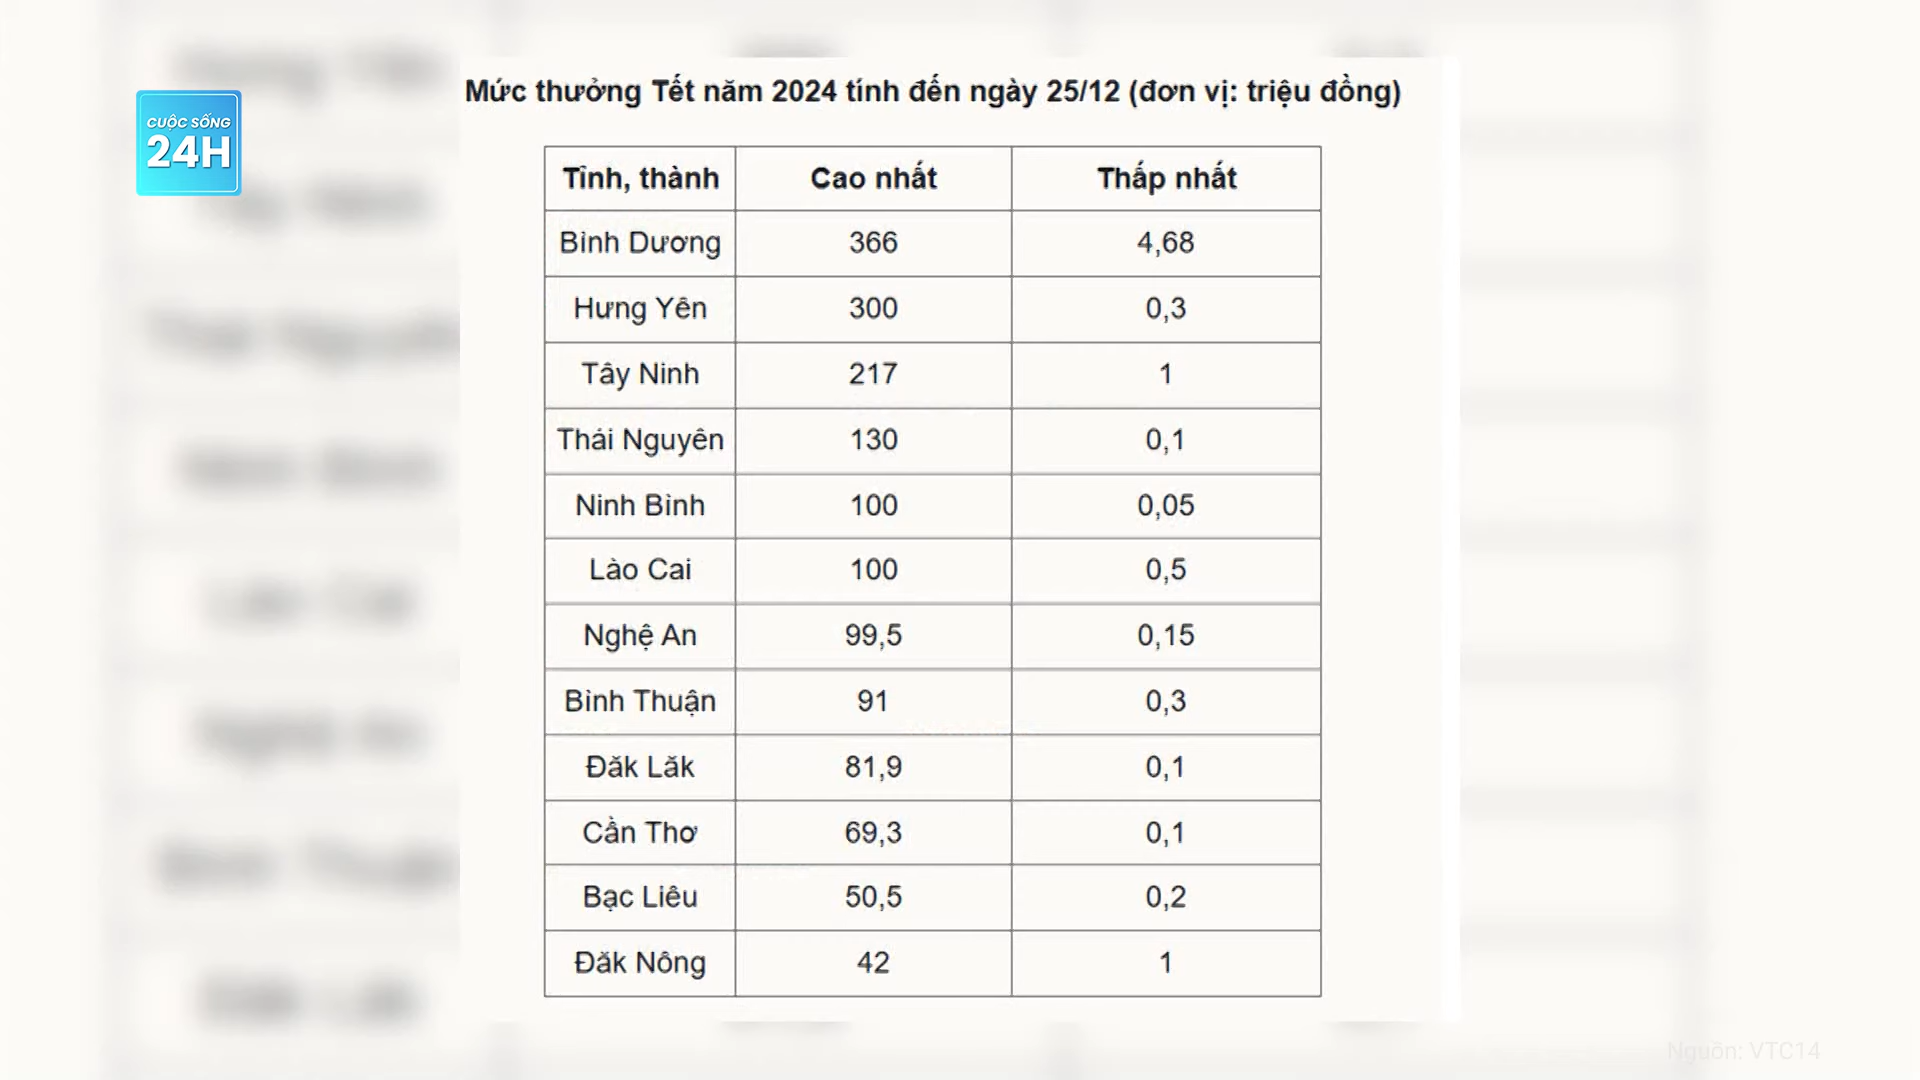 Mức thưởng Tết năm 2024 tính đến ngày 25/12 (đơn vị: triệu đồng)
CUỘC SỐNG
24H
Tỉnh, thành Cao nhất Thấp nhất
Bình Dương 366 4,68
Hưng Yên 300 0,3
Tây Ninh 217 1
Thái Nguyên 130 0,1
Ninh Bình 100 0,05
Lào Cai 100 0,5
Nghệ An 99,5 0,15
Bình Thuận 91 0,3
Đăk Lăk 81,9 0,1
Cần Thơ 69,3 0,1
Bạc Liêu 50,5 0,2
Đăk Nông 42 1
Nguồn: VTC14